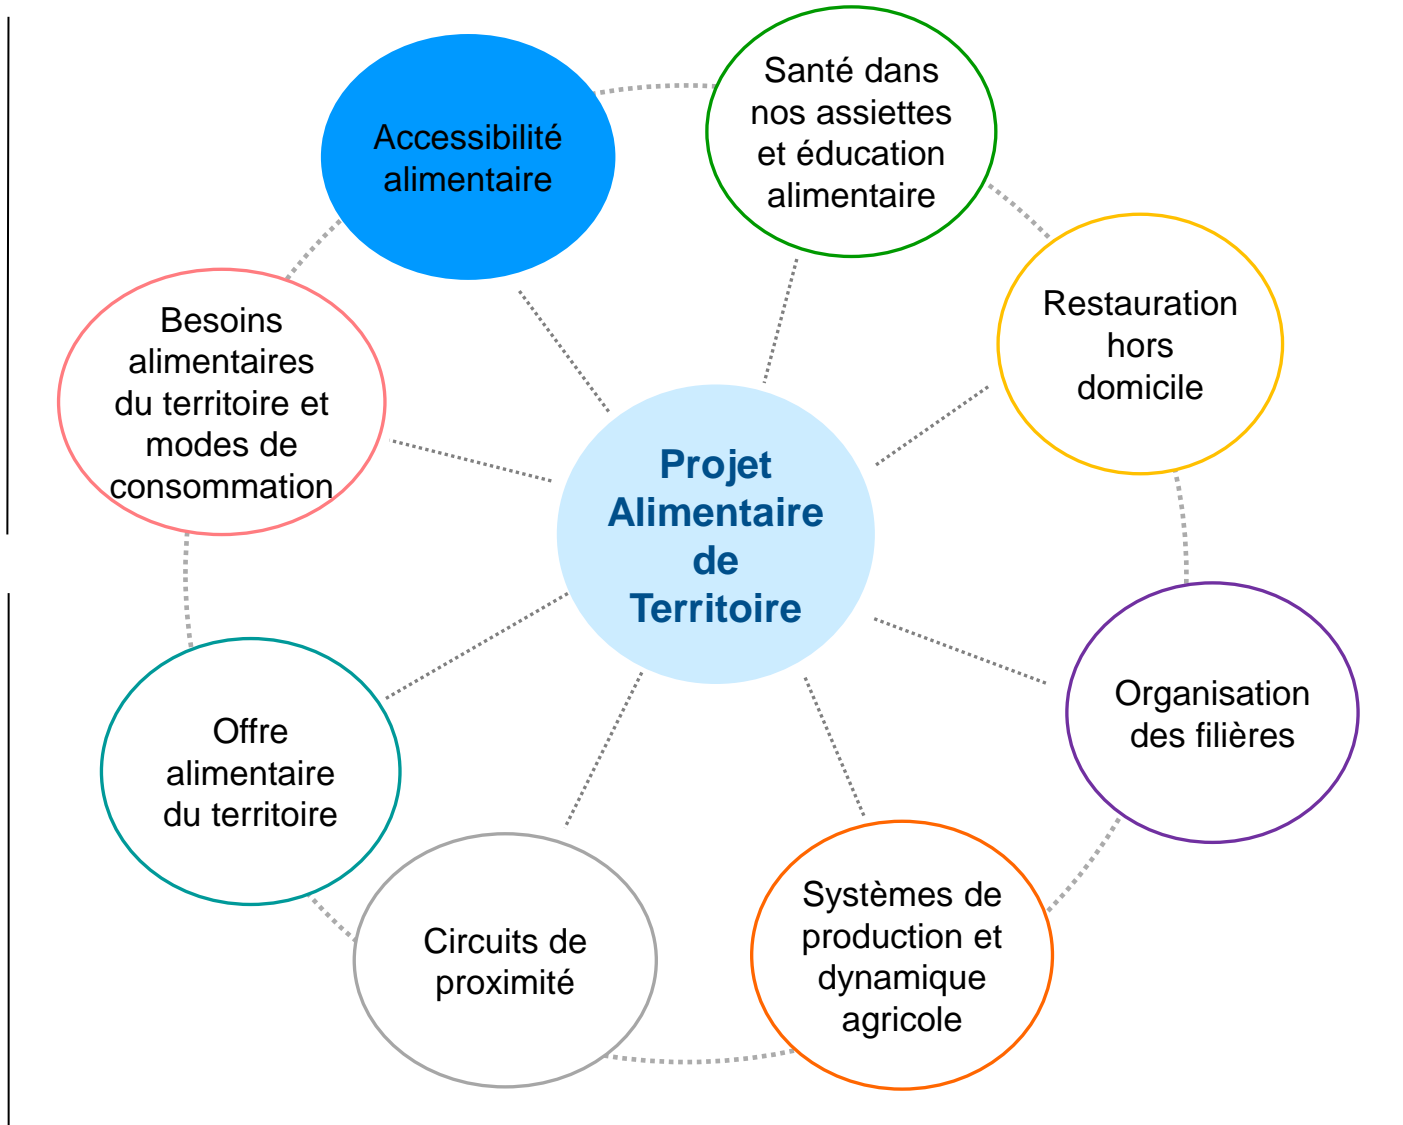 Accessibilité
alimentaire
Santé dans
nos assiettes
et éducation
alimentaire
Restauration
hors
domicile
Besoins
alimentaires
du territoire et
modes de
consommation
Projet
Alimentaire
de
Territoire
Organisation
des filières
Offre
alimentaire
du territoire
Circuits de
proximité
Systèmes de
production et
dynamique
agricole